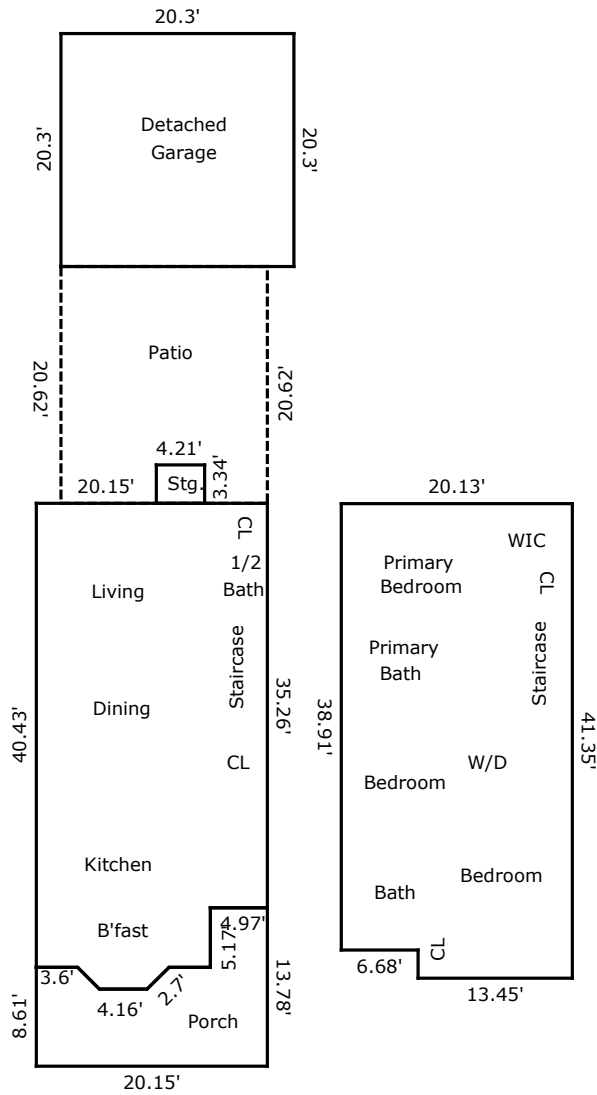 20.3'
20.3'
Detached
Garage
20.3'
20.62'
Patio
20.62'
4.21'
20.15'
Stg.
3.34'
CL
1/2
Bath
Living
Staircase
Dining
40.43'
35.26'
CL
Kitchen
B'fast
4.97'
5.17'
3.6'
4.16'
2.7'
13.78'
8.61'
Porch
20.15'
20.13'
WIC
Primary
Bedroom
CL
Primary
Bath
Staircase
38.91'
41.35'
W/D
Bedroom
Bedroom
Bath
CL
6.68'
13.45'